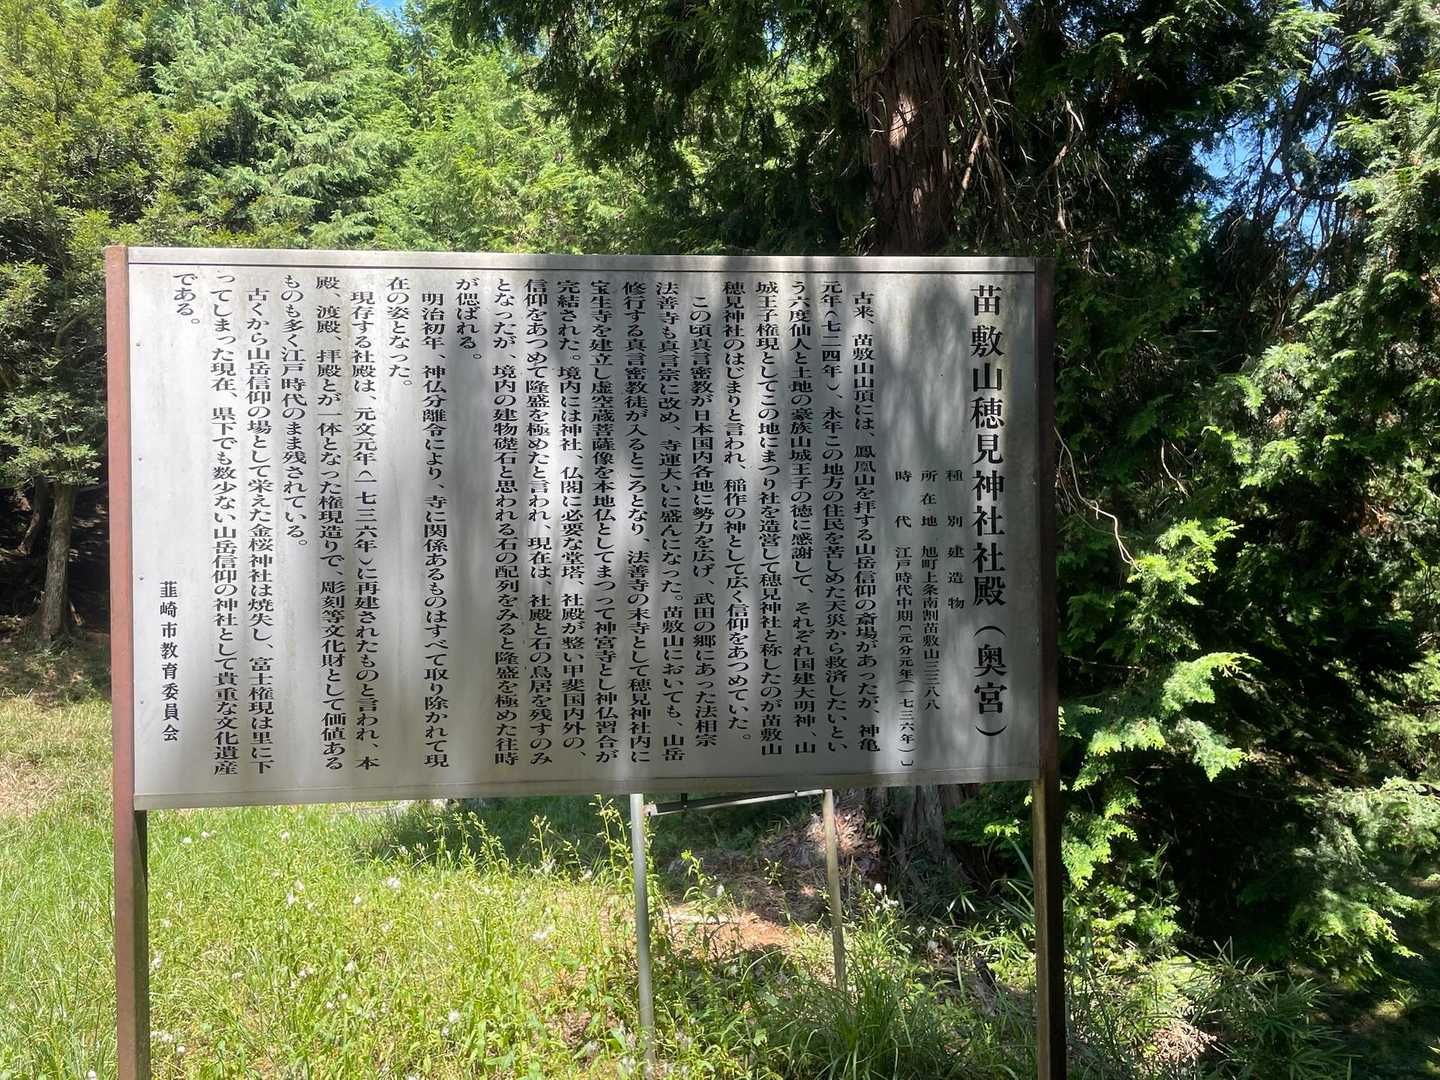 苗敷山穂見神社社殿（奥宮）
種別 建造物
所在地 旭町上条南割苗敷山三三八八
時代 江戸時代中期〔元分元年（一七三六年）〕
古来、苗敷山山頂には、鳳凰山を拝する山岳信仰の斎場があったが、神亀
元年（七二四年）、永年この地方の住民を苦しめた天災から救済したいとい
う六度仙人と土地の豪族山城王子の徳に感謝して、それぞれ国建大明神、山
城王子権現としてこの地にまつり社を造営して穂見神社と称したのが苗敷山
穂見神社のはじまりと言われ、稲作の神として広く信仰をあつめていた。
この頃真言密教が日本国内各地に勢力を広げ、武田の郷にあった法相宗
法善寺も真言宗に改め、寺運大いに盛んになった。苗敷山においても、山岳
修行する真言密教徒が入るところとなり、法善寺の末寺として穂見神社内に
宝生寺を建立し虚空蔵菩薩像を本地仏としてまつって神宮寺とし神仏習合が
完結された。境内には神社、仏閣に必要な堂塔、社殿が整い甲斐国内外の、
信仰をあつめて隆盛を極めたと言われ、現在は、社殿と石の鳥居を残すのみ
となったが、境内の建物礎石と思われる石の配列をみると隆盛を極めた往時
が偲ばれる。
明治初年、神仏分離令により、寺に関係あるものはすべて取り除かれて現
在の姿となった。
現存する社殿は、元文元年（一七三六年）に再建されたものと言われ、本
殿、渡殿、拝殿とが一体となった権現造りで、彫刻等文化財として価値ある
ものも多く江戸時代のまま残されている。
古くから山岳信仰の場として栄えた金桜神社は焼失し、富士権現は里に下
ってしまった現在、県下でも数少ない山岳信仰の神社として貴重な文化遺産
である。
韮崎市教育委員会